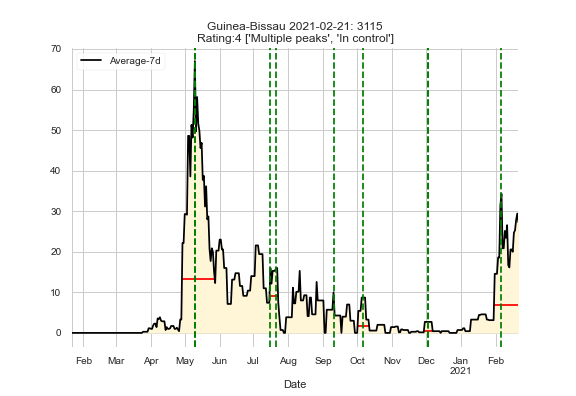 Guinea-Bissau 2021-02-21: 3115
Rating:4 ['Multiple peaks', 'In control']
70
Average-7d
60
50
40
30
20
10
0
Feb Mar Apr May Jun Jul Aug Sep Oct Nov Dec Jan Feb
2021
Date